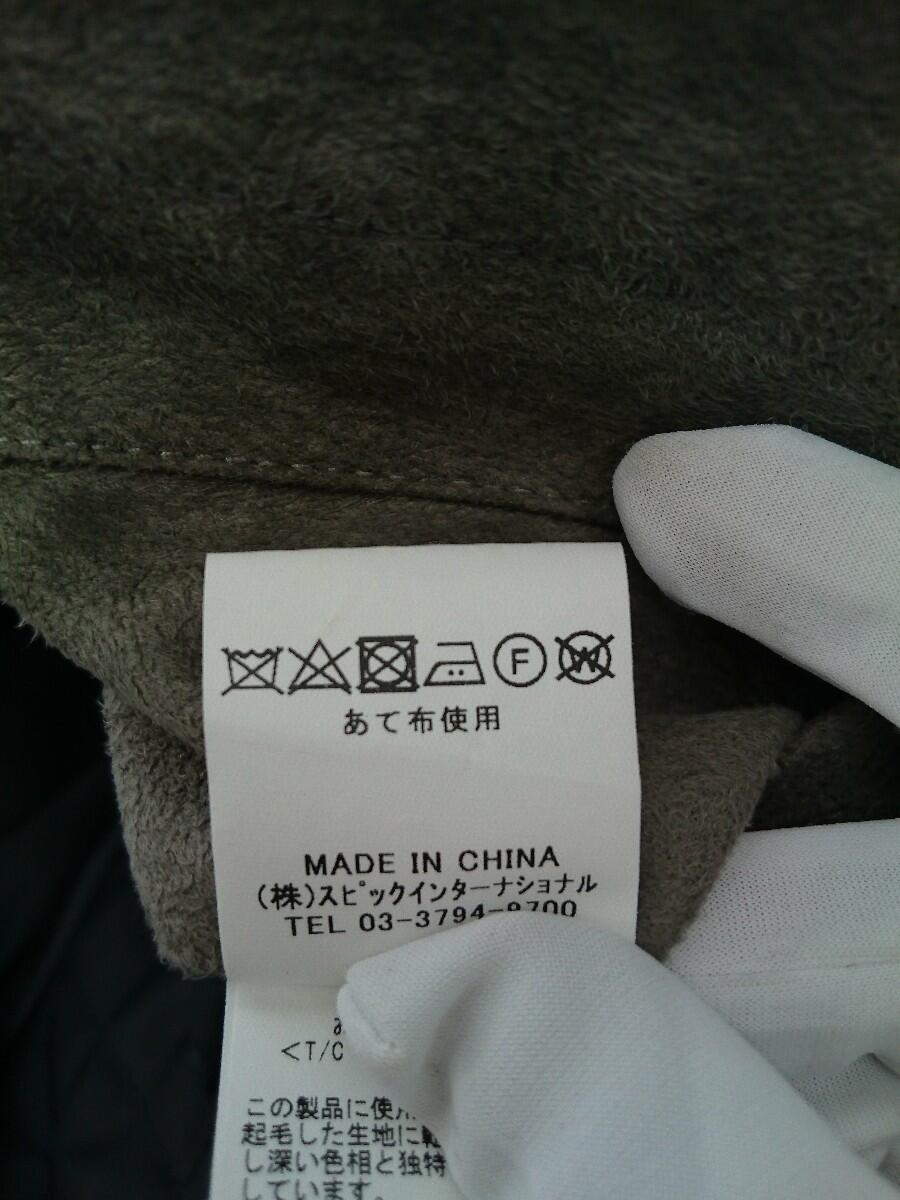 F W
あて布使用
MADE IN CHINA
(株)スピックインターナショナル
TEL 03-3794-9700
<T/C
この製品に使用
起毛した生地に転
し深い色相と独特
しています。